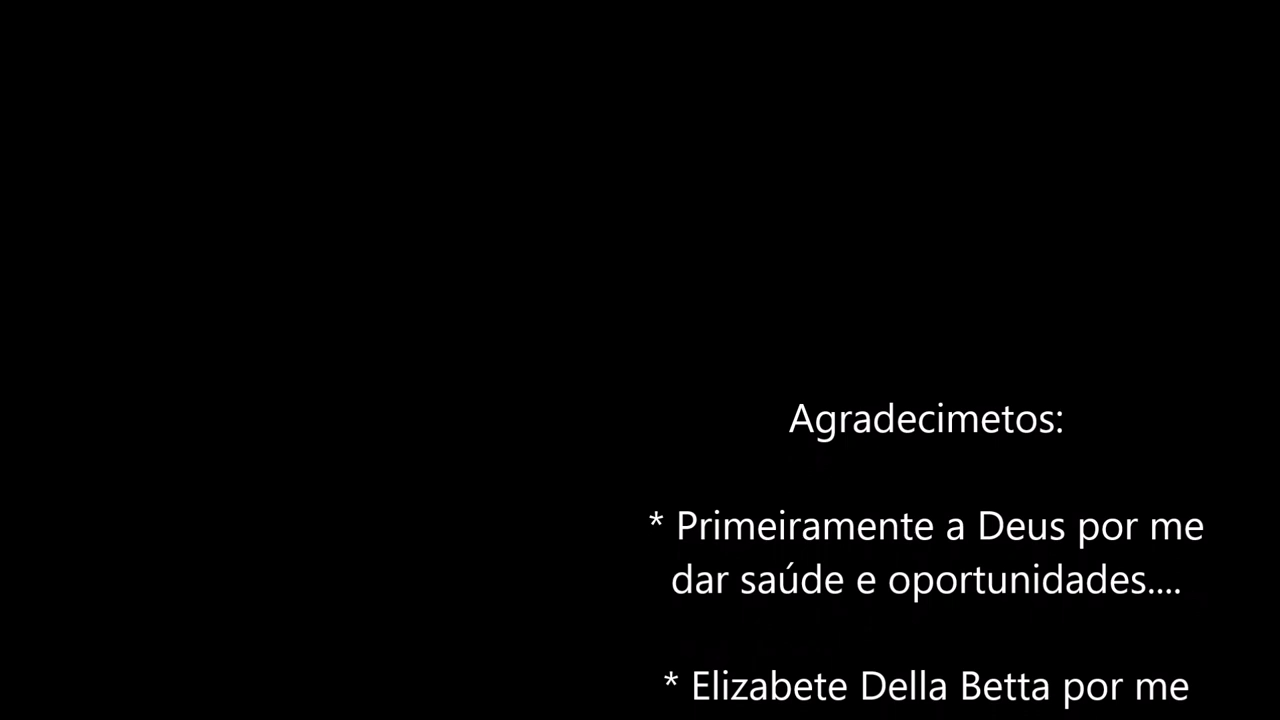 Agradecimetos:
* Primeiramente a Deus por me
dar saúde e oportunidades....
* Elizabete Della Betta por me